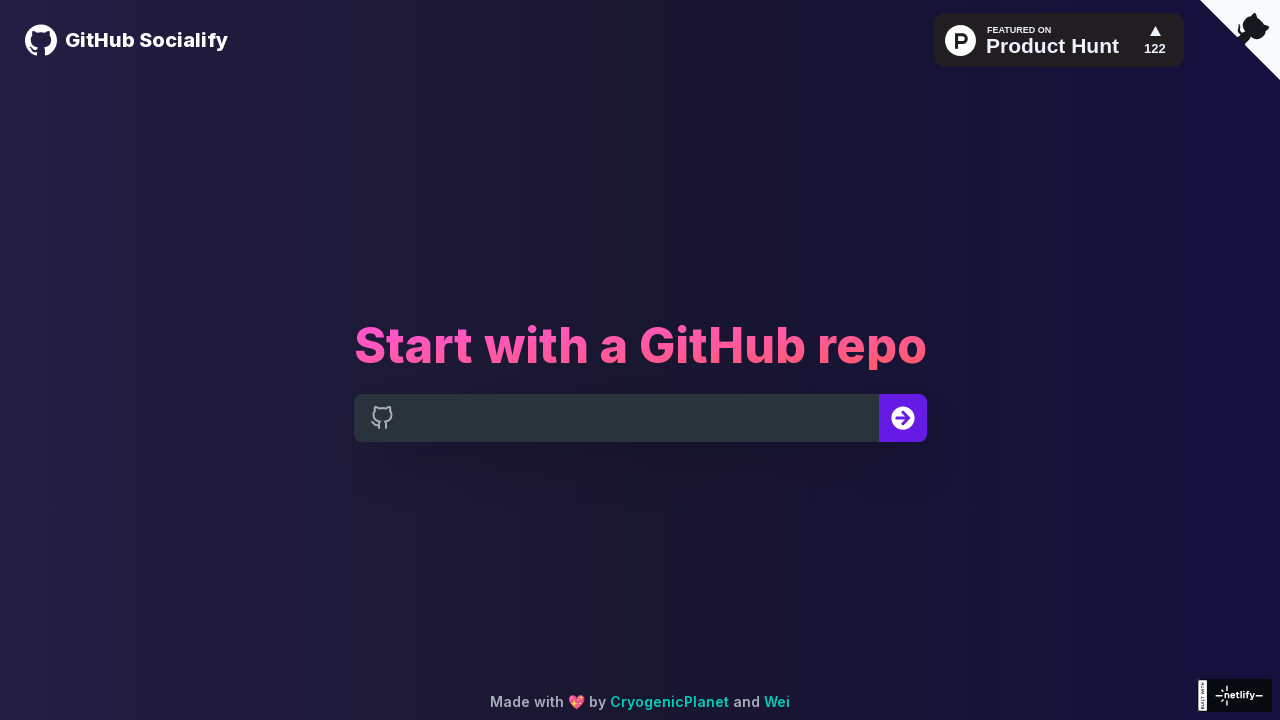 GitHub Socialify
FEATURED ON
Product Hunt
122
Start with a GitHub repo
Made with 💖 by CryogenicPlanet and Wei
BUILT WITH
netlify